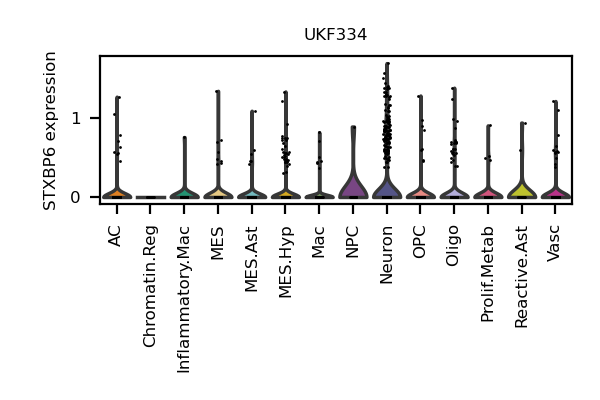 UKF334
STXBP6 expression
1
0
AC
Chromatin.Reg
Inflammatory.Mac
MES
MES.Ast
MES.Hyp
Mac
NPC
Neuron
OPC
Oligo
Prolif.Metab
Reactive.Ast
Vasc